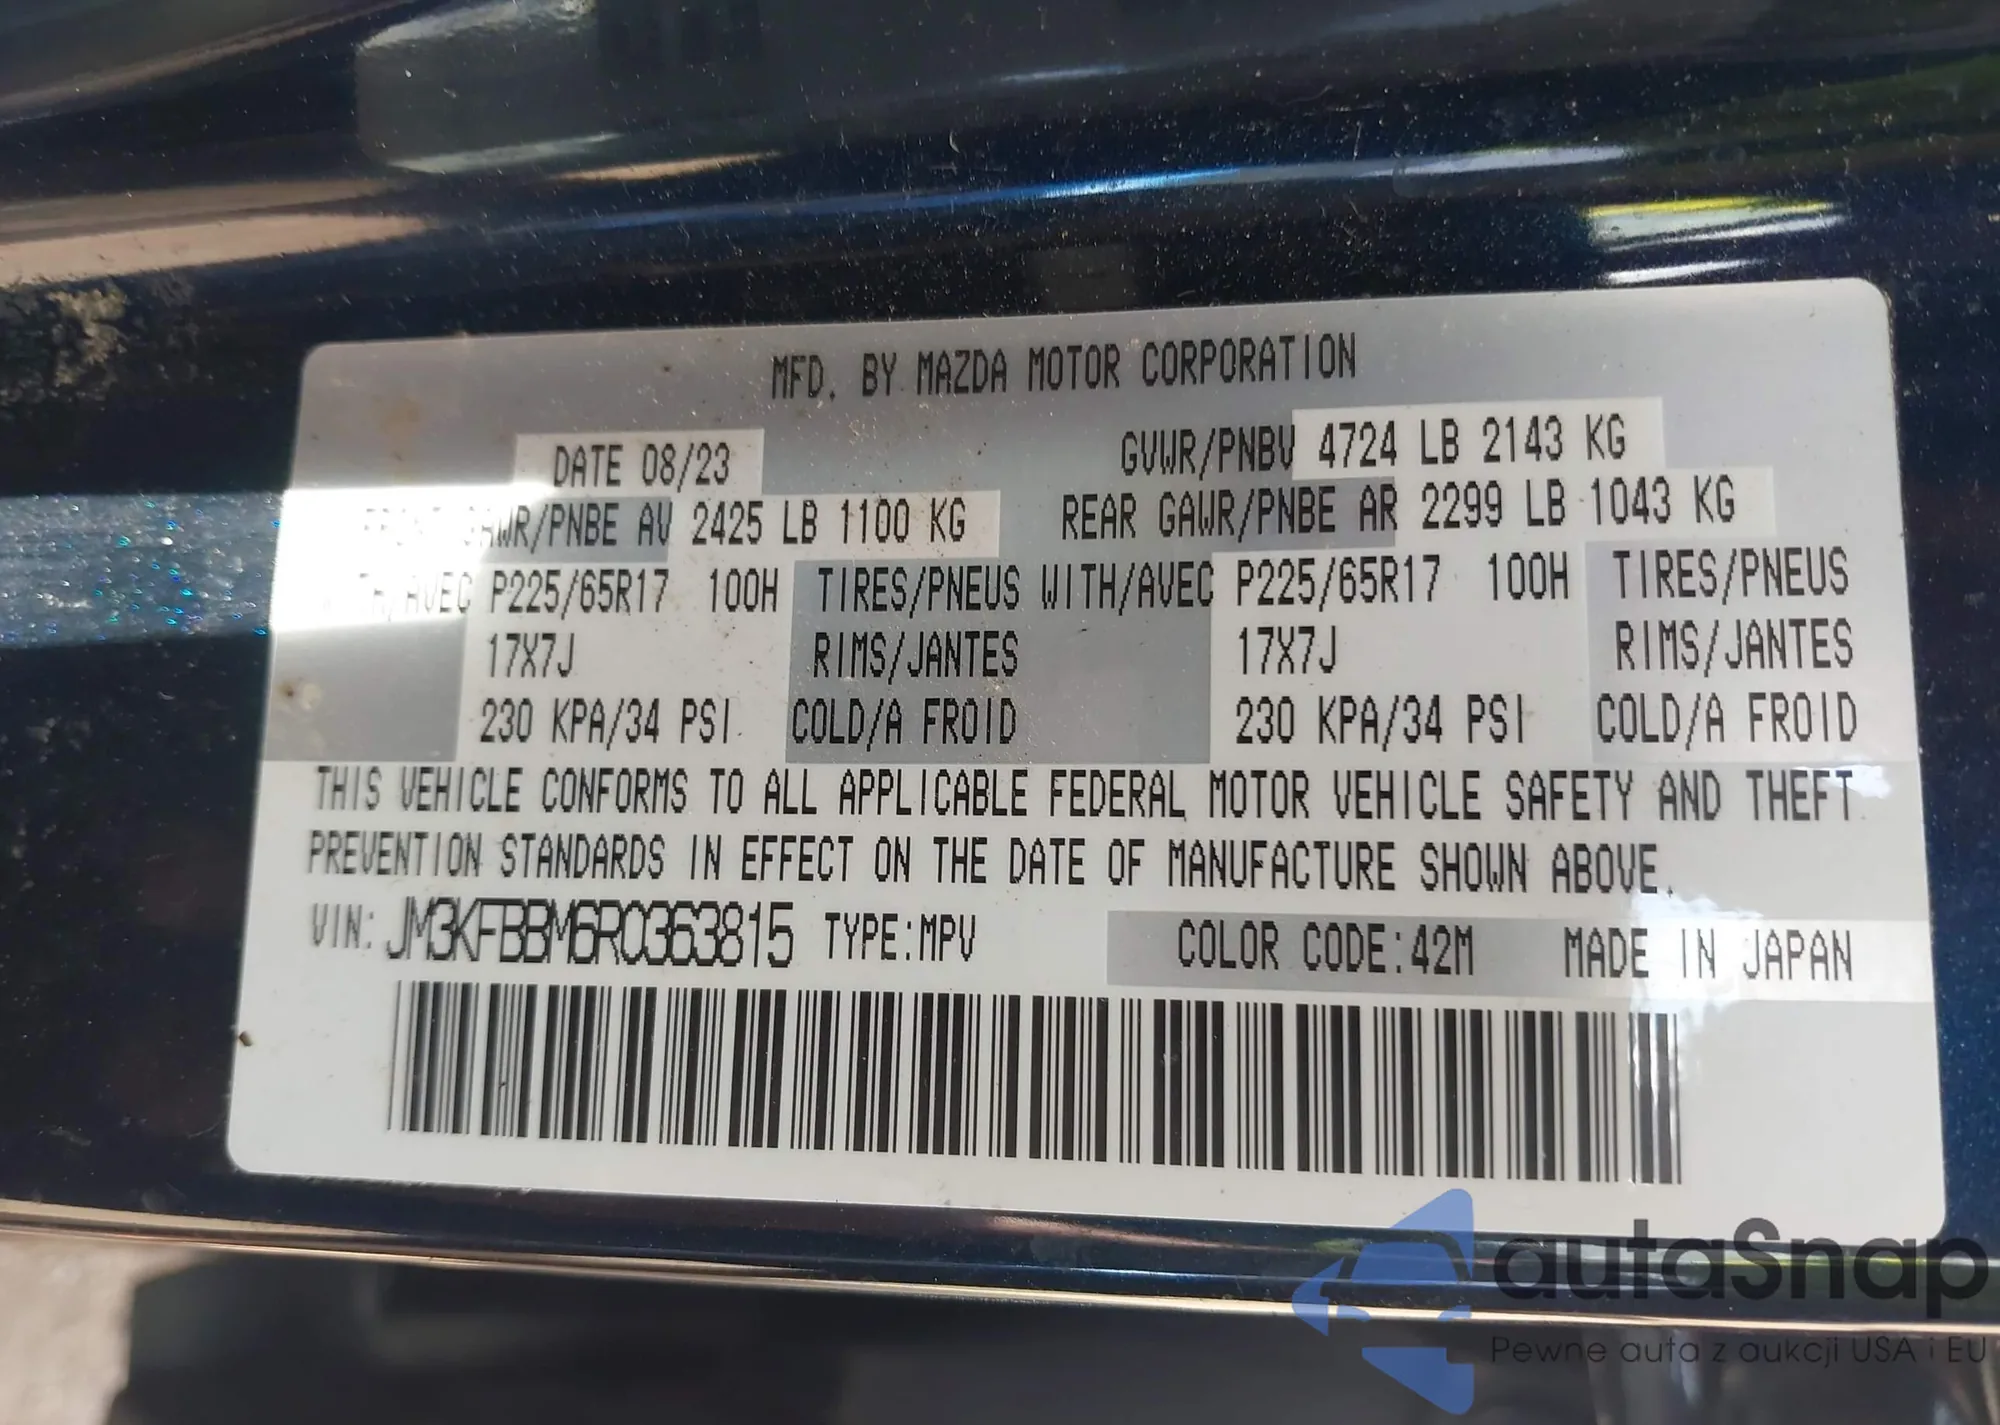 MFD. BY MAZDA MOTOR CORPORATION
DATE 08/23 GVWR/PNBV 4724 LB 2143 KG
FRONT GAWR/PNBE AV 2425 LB 1100 KG REAR GAWR/PNBE AR 2299 LB 1043 KG
WITH/AVEC P225/65R17 100H TIRES/PNEUS WITH/AVEC P225/65R17 100H TIRES/PNEUS
17X7J RIMS/JANTES 17X7J RIMS/JANTES
230 KPA/34 PSI COLD/A FROID 230 KPA/34 PSI COLD/A FROID
THIS VEHICLE CONFORMS TO ALL APPLICABLE FEDERAL MOTOR VEHICLE SAFETY AND THEFT
PREVENTION STANDARDS IN EFFECT ON THE DATE OF MANUFACTURE SHOWN ABOVE.
VIN: JM3KFBBM6R0363815 TYPE:MPV COLOR CODE:42M MADE IN JAPAN
autaSnap
Pewne auta z aukcji USA i EU